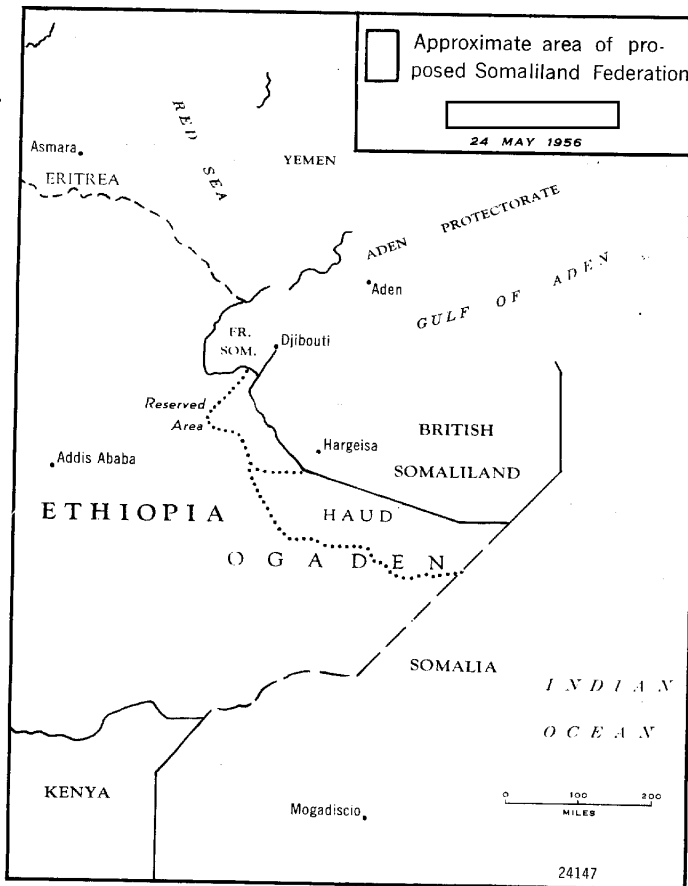 Approximate area of pro-
posed Somaliland Federation
24 MAY 1956
RED SEA
Asmara
ERITREA
YEMEN
ADEN PROTECTORATE
Aden
GULF OF ADEN
FR.
SOM.
Djibouti
Reserved
Area
Hargeisa
BRITISH
SOMALILAND
Addis Ababa
ETHIOPIA
HAUD
OGADEN
SOMALIA
INDIAN
OCEAN
KENYA
Mogadiscio
0 100 200
MILES
24147